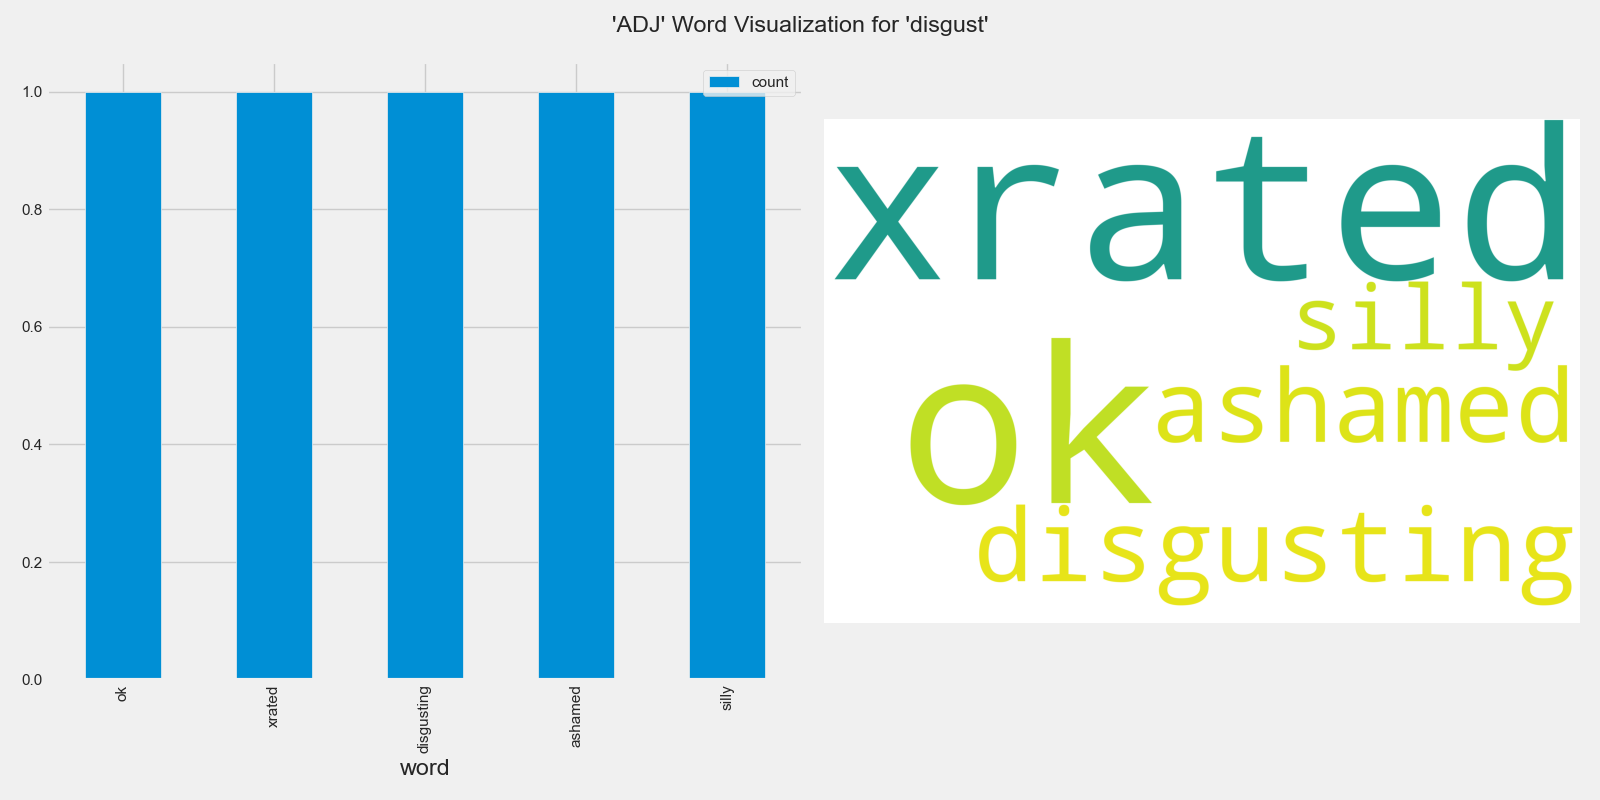 'ADJ' Word Visualization for 'disgust'
count
1.0
0.8
0.6
0.4
0.2
0.0
ok
xrated
disgusting
ashamed
silly
word
xrated
silly
ok
ashamed
disgusting